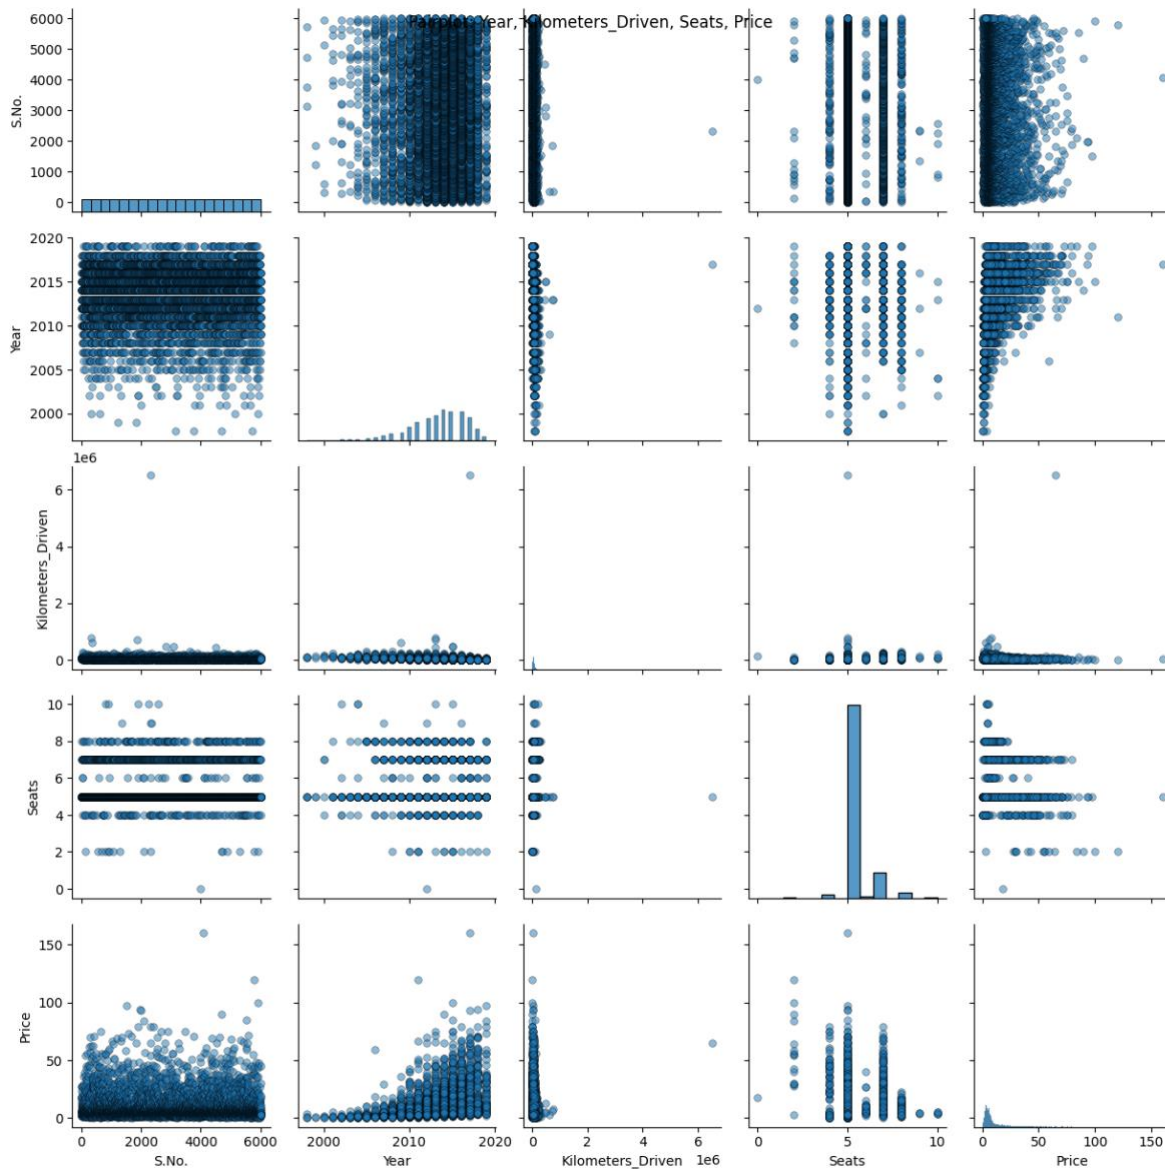 Year, Kilometers_Driven, Seats, Price
6000
5000
4000
3000
2000
1000
0
S.No.
2020
2015
2010
2005
2000
Year
1e6
6
4
2
0
Kilometers_Driven
10
8
6
4
2
0
Seats
150
100
50
0
Price
0 2000 4000 6000
S.No.
2000 2010 2020
Year
0 2 4 6
Kilometers_Driven 1e6
0 5 10
Seats
0 50 100 150
Price